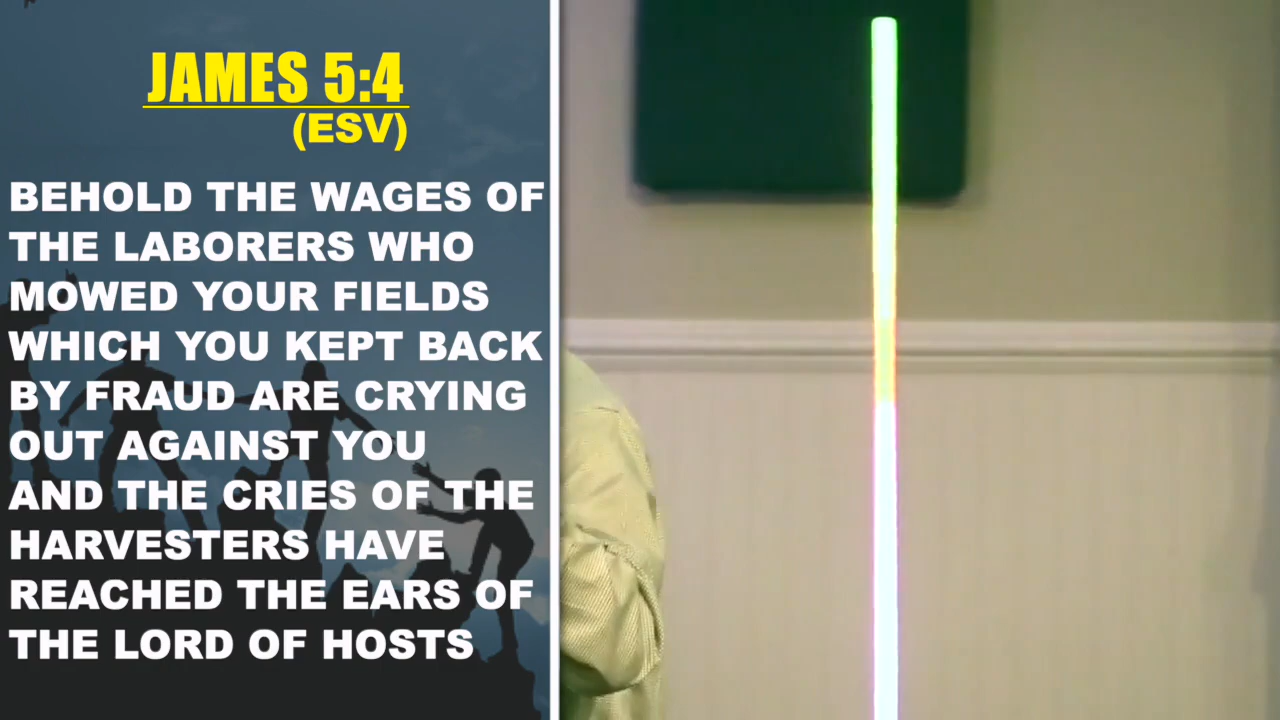 JAMES 5:4
(ESV)
BEHOLD THE WAGES OF
THE LABORERS WHO
MOWED YOUR FIELDS
WHICH YOU KEPT BACK
BY FRAUD ARE CRYING
OUT AGAINST YOU
AND THE CRIES OF THE
HARVESTERS HAVE
REACHED THE EARS OF
THE LORD OF HOSTS